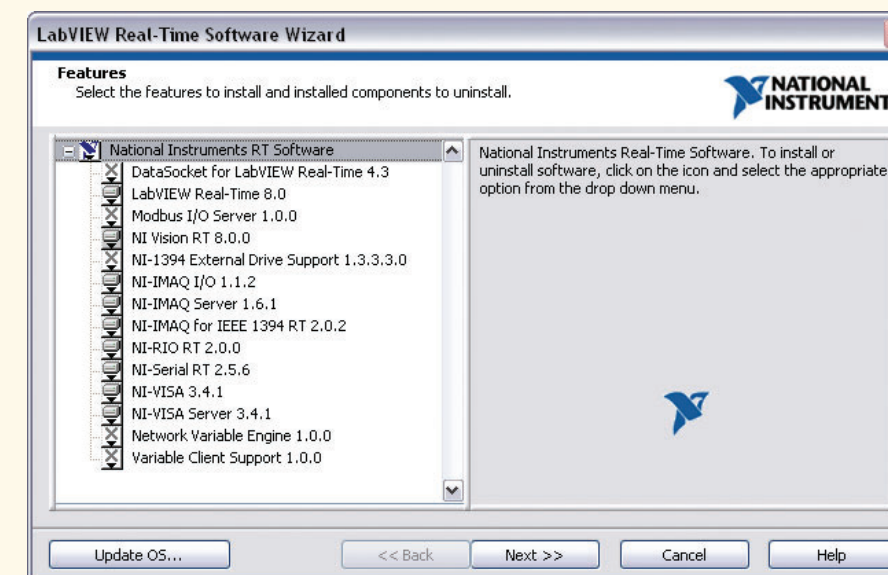 LabVIEW Real-Time Software Wizard
Features
Select the features to install and installed components to uninstall.
NATIONAL
INSTRUMENT
National Instruments RT Software
DataSocket for LabVIEW Real-Time 4.3
LabVIEW Real-Time 8.0
Modbus I/O Server 1.0.0
NI Vision RT 8.0.0
NI-1394 External Drive Support 1.3.3.3.0
NI-IMAQ I/O 1.1.2
NI-IMAQ Server 1.6.1
NI-IMAQ for IEEE 1394 RT 2.0.2
NI-RIO RT 2.0.0
NI-Serial RT 2.5.6
NI-VISA 3.4.1
NI-VISA Server 3.4.1
Network Variable Engine 1.0.0
Variable Client Support 1.0.0
National Instruments Real-Time Software. To install or
uninstall software, click on the icon and select the appropriate
option from the drop down menu.
Update OS...
<< Back
Next >>
Cancel
Help